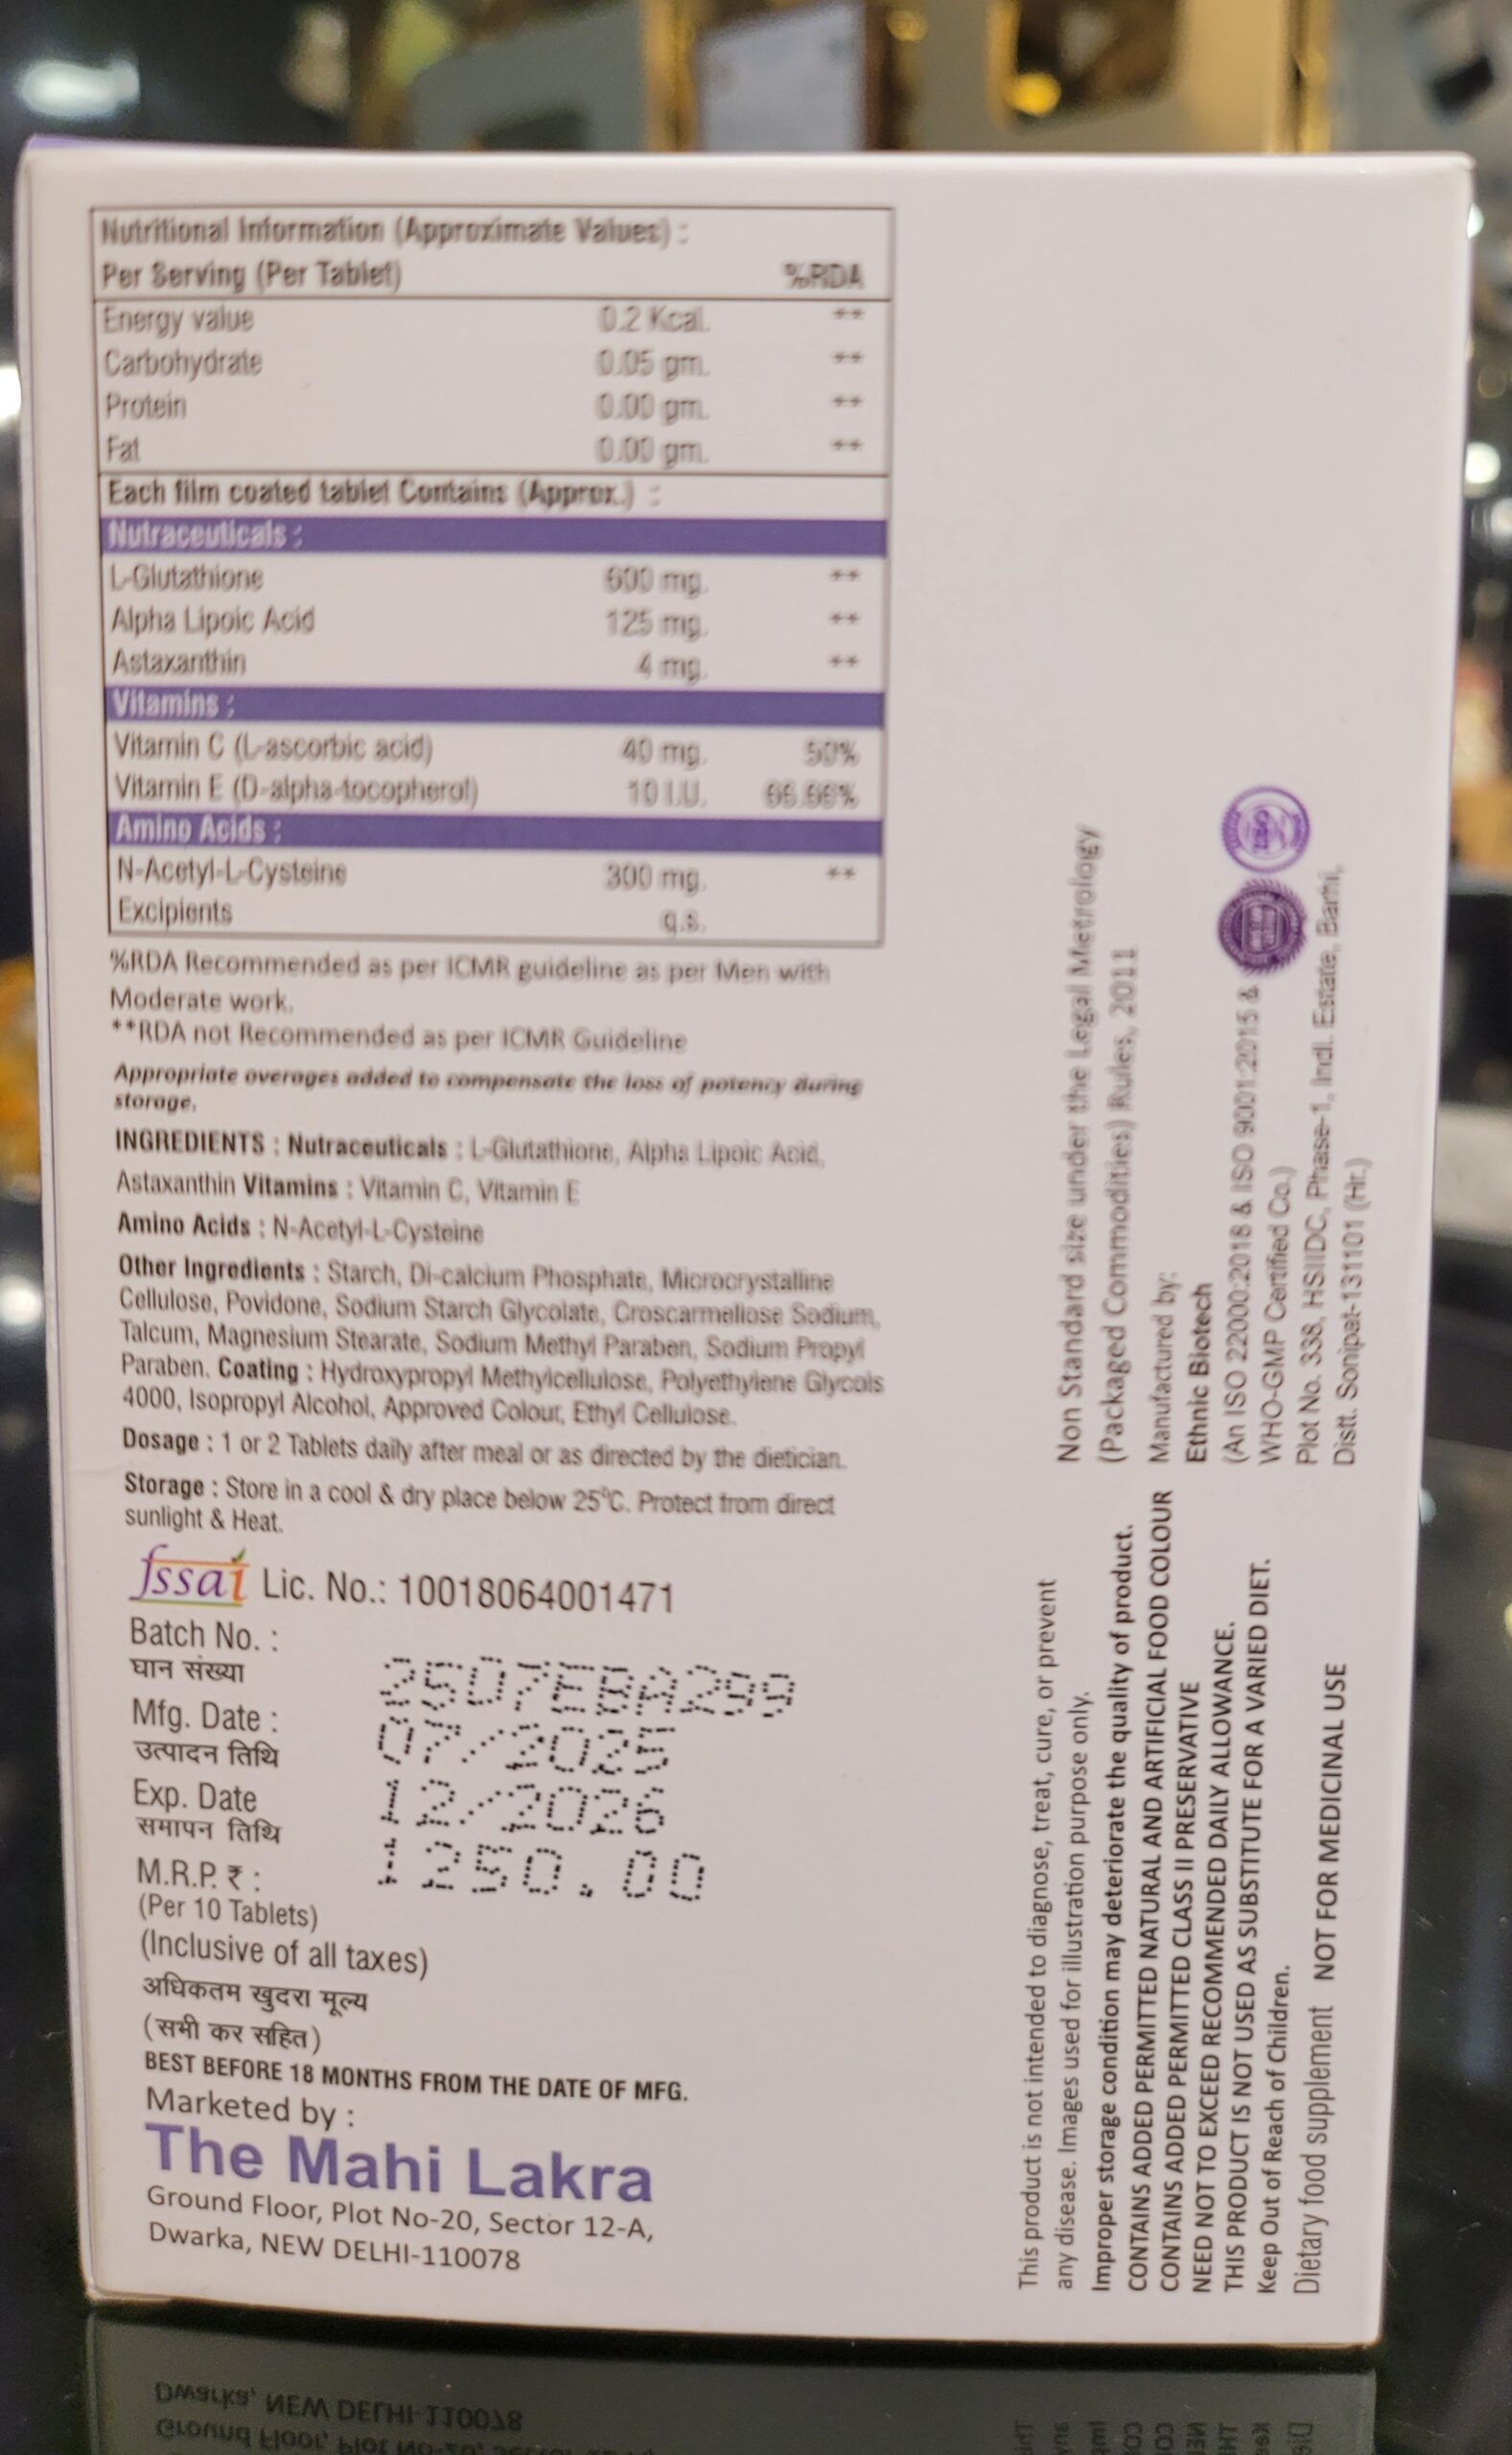 Nutritional Information (Approximate Values) :
Per Serving (Per Tablet) %RDA
Energy value 0.2 Kcal. **
Carbohydrate 0.05 gm. **
Protein 0.00 gm. **
Fat 0.00 gm. **
Each film coated tablet Contains (Approx.) :
Nutraceuticals :
L-Glutathione 600 mg. **
Alpha Lipoic Acid 125 mg. **
Astaxanthin 4 mg. **
Vitamins :
Vitamin C (L-ascorbic acid) 40 mg. 50%
Vitamin E (D-alpha-tocopherol) 10 I.U. 66.66%
Amino Acids :
N-Acetyl-L-Cysteine 300 mg. **
Excipients q.s.
%RDA Recommended as per ICMR guideline as per Men with
Moderate work.
**RDA not Recommended as per ICMR Guideline
Appropriate overages added to compensate the loss of potency during
storage.
INGREDIENTS : Nutraceuticals : L-Glutathione, Alpha Lipoic Acid,
Astaxanthin Vitamins : Vitamin C, Vitamin E
Amino Acids : N-Acetyl-L-Cysteine
Other Ingredients : Starch, Di-calcium Phosphate, Microcrystalline
Cellulose, Povidone, Sodium Starch Glycolate, Croscarmellose Sodium,
Talcum, Magnesium Stearate, Sodium Methyl Paraben, Sodium Propyl
Paraben. Coating : Hydroxypropyl Methylcellulose, Polyethylene Glycols
4000, Isopropyl Alcohol, Approved Colour, Ethyl Cellulose.
Dosage : 1 or 2 Tablets daily after meal or as directed by the dietician.
Storage : Store in a cool & dry place below 25°C. Protect from direct
sunlight & Heat.
fssai Lic. No.: 10018064001471
Batch No. : 25D7EBA299
घान संख्या
Mfg. Date : 07/2025
उत्पादन तिथि
Exp. Date 12/2026
समापन तिथि
M.R.P. ₹ : 1250.00
(Per 10 Tablets)
(Inclusive of all taxes)
अधिकतम खुदरा मूल्य
(सभी कर सहित)
BEST BEFORE 18 MONTHS FROM THE DATE OF MFG.
Marketed by :
The Mahi Lakra
Ground Floor, Plot No-20, Sector 12-A,
Dwarka, NEW DELHI-110078
This product is not intended to diagnose, treat, cure, or prevent
any disease. Images used for illustration purpose only.
Improper storage condition may deteriorate the quality of product.
CONTAINS ADDED PERMITTED NATURAL AND ARTIFICIAL FOOD COLOUR
CONTAINS ADDED PERMITTED CLASS II PRESERVATIVE
NEED NOT TO EXCEED RECOMMENDED DAILY ALLOWANCE.
THIS PRODUCT IS NOT USED AS SUBSTITUTE FOR A VARIED DIET.
Keep Out of Reach of Children.
Dietary food supplement NOT FOR MEDICINAL USE
Non Standard size under the Legal Metrology
(Packaged Commodities) Rules, 2011
Manufactured by:
Ethnic Biotech
(An ISO 22000:2018 & ISO 9001:2015 &
WHO-GMP Certified Co.)
Plot No. 338, HSIIDC, Phase-1, Indl. Estate, Barhi,
Distt. Sonipat-131101 (Hr.)
ISO